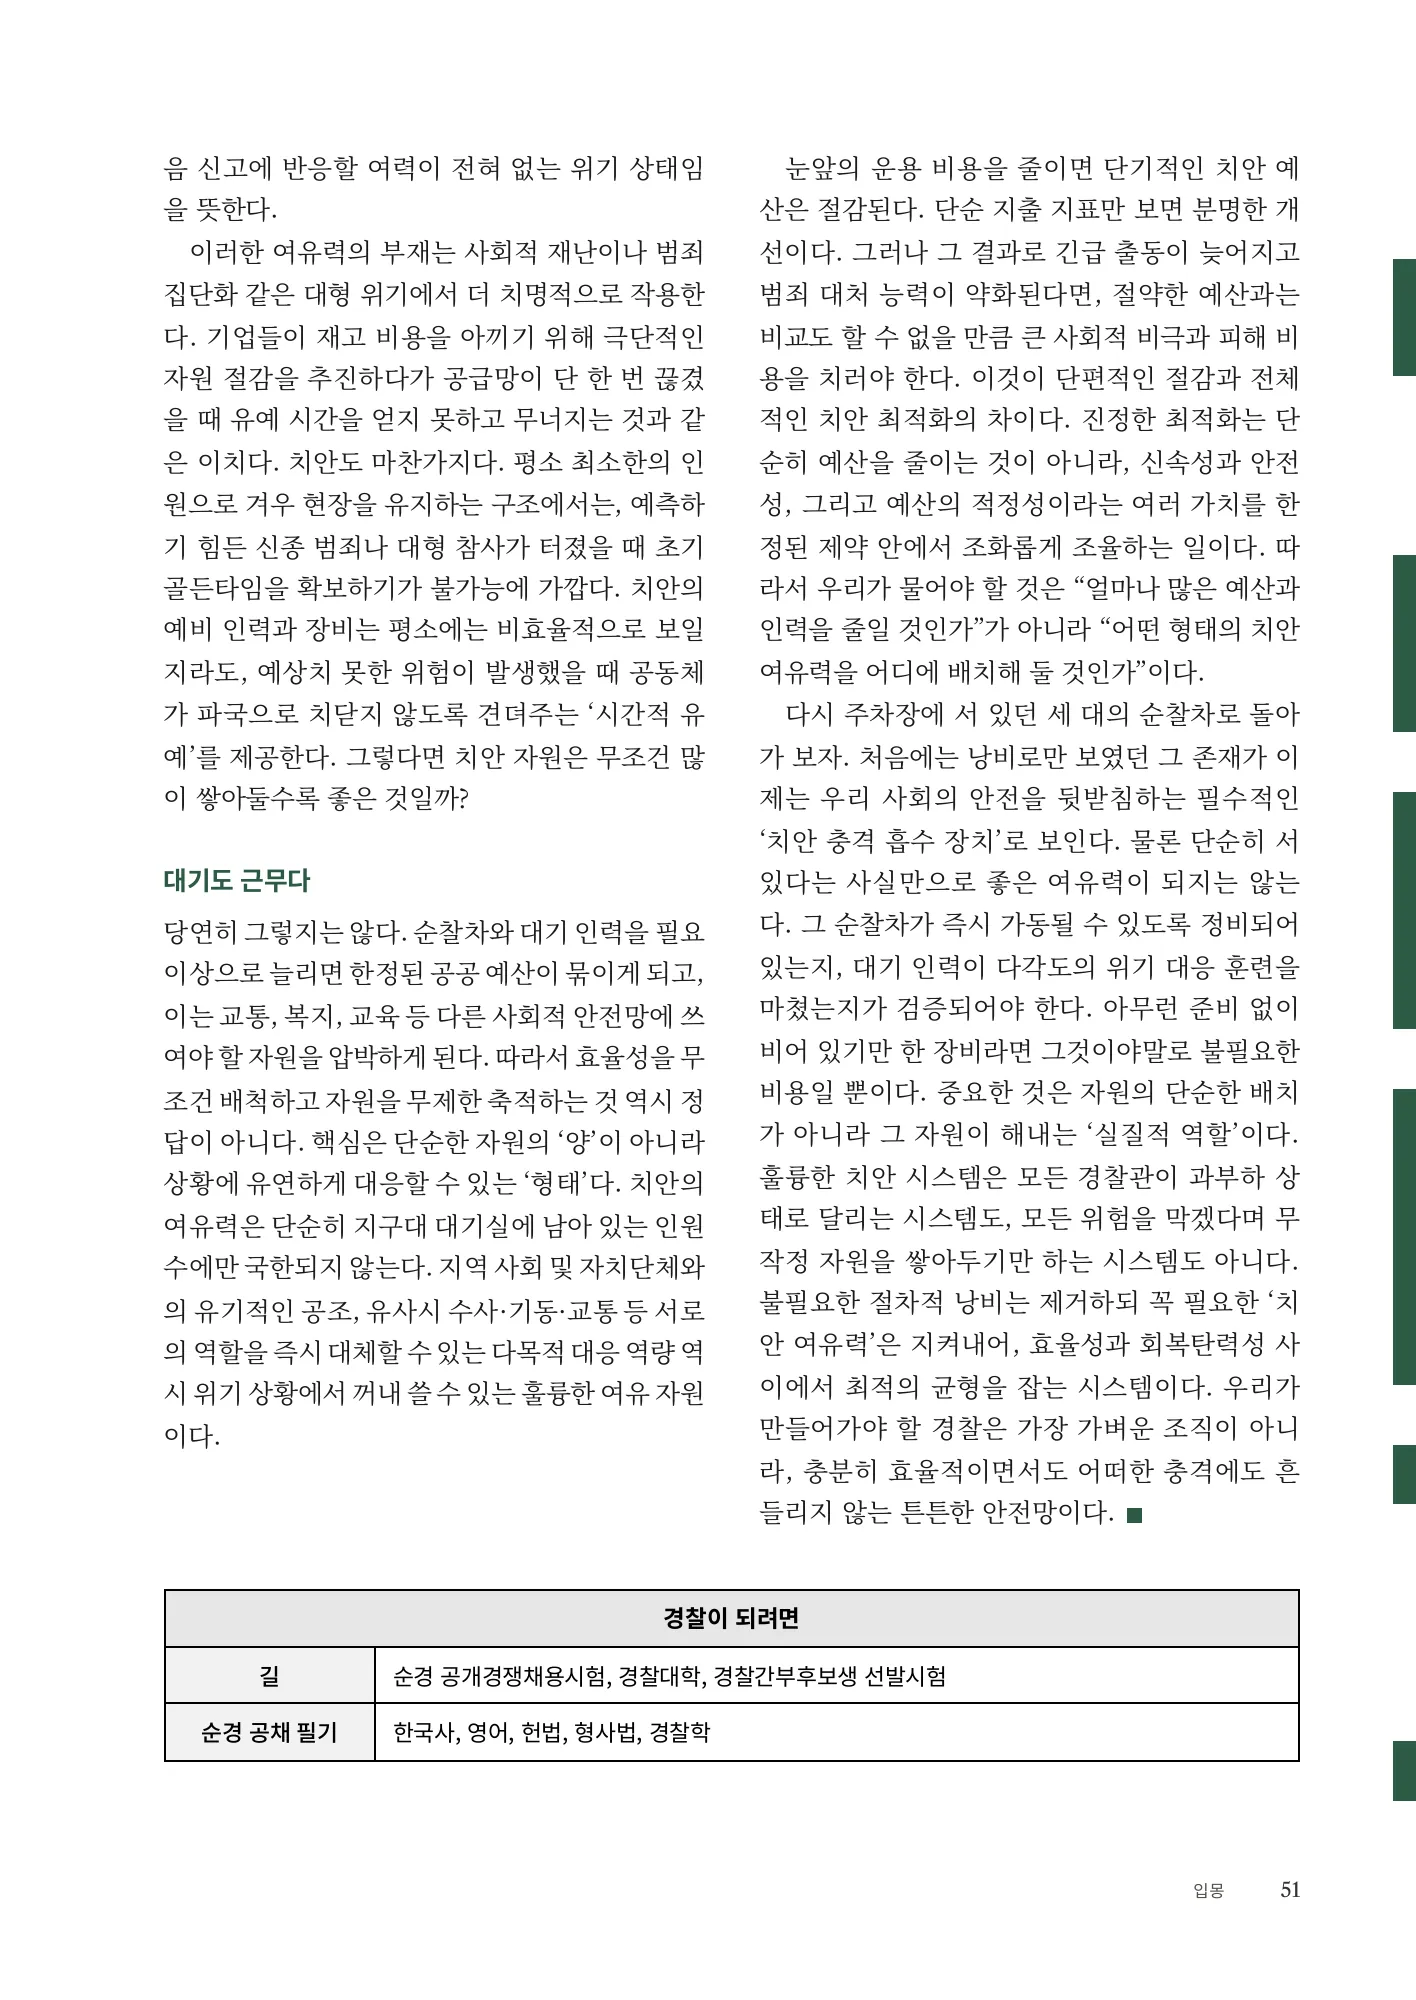 음 신고에 반응할 여력이 전혀 없는 위기 상태임
을 뜻한다.
이러한 여유력의 부재는 사회적 재난이나 범죄
집단화 같은 대형 위기에서 더 치명적으로 작용한
다. 기업들이 재고 비용을 아끼기 위해 극단적인
자원 절감을 추진하다가 공급망이 단 한 번 끊겼
을 때 유예 시간을 얻지 못하고 무너지는 것과 같
은 이치다. 치안도 마찬가지다. 평소 최소한의 인
원으로 겨우 현장을 유지하는 구조에서는, 예측하
기 힘든 신종 범죄나 대형 참사가 터졌을 때 초기
골든타임을 확보하기가 불가능에 가깝다. 치안의
예비 인력과 장비는 평소에는 비효율적으로 보일
지라도, 예상치 못한 위험이 발생했을 때 공동체
가 파국으로 치닫지 않도록 견뎌주는 ‘시간적 유
예’를 제공한다. 그렇다면 치안 자원은 무조건 많
이 쌓아둘수록 좋은 것일까?
대기도 근무다
당연히 그렇지는 않다. 순찰차와 대기 인력을 필요
이상으로 늘리면 한정된 공공 예산이 묶이게 되고,
이는 교통, 복지, 교육 등 다른 사회적 안전망에 쓰
여야 할 자원을 압박하게 된다. 따라서 효율성을 무
조건 배척하고 자원을 무제한 축적하는 것 역시 정
답이 아니다. 핵심은 단순한 자원의 ‘양’이 아니라
상황에 유연하게 대응할 수 있는 ‘형태’다. 치안의
여유력은 단순히 지구대 대기실에 남아 있는 인원
수에만 국한되지 않는다. 지역 사회 및 자치단체와
의 유기적인 공조, 유사시 수사·기동·교통 등 서로
의 역할을 즉시 대체할 수 있는 다목적 대응 역량 역
시 위기 상황에서 꺼내 쓸 수 있는 훌륭한 여유 자원
이다.
눈앞의 운용 비용을 줄이면 단기적인 치안 예
산은 절감된다. 단순 지출 지표만 보면 분명한 개
선이다. 그러나 그 결과로 긴급 출동이 늦어지고
범죄 대처 능력이 약화된다면, 절약한 예산과는
비교도 할 수 없을 만큼 큰 사회적 비극과 피해 비
용을 치러야 한다. 이것이 단편적인 절감과 전체
적인 치안 최적화의 차이다. 진정한 최적화는 단
순히 예산을 줄이는 것이 아니라, 신속성과 안전
성, 그리고 예산의 적정성이라는 여러 가치를 한
정된 제약 안에서 조화롭게 조율하는 일이다. 따
라서 우리가 물어야 할 것은 “얼마나 많은 예산과
인력을 줄일 것인가”가 아니라 “어떤 형태의 치안
여유력을 어디에 배치해 둘 것인가”이다.
다시 주차장에 서 있던 세 대의 순찰차로 돌아
가 보자. 처음에는 낭비로만 보였던 그 존재가 이
제는 우리 사회의 안전을 뒷받침하는 필수적인
‘치안 충격 흡수 장치’로 보인다. 물론 단순히 서
있다는 사실만으로 좋은 여유력이 되지는 않는
다. 그 순찰차가 즉시 가동될 수 있도록 정비되어
있는지, 대기 인력이 다각도의 위기 대응 훈련을
마쳤는지가 검증되어야 한다. 아무런 준비 없이
비어 있기만 한 장비라면 그것이야말로 불필요한
비용일 뿐이다. 중요한 것은 자원의 단순한 배치
가 아니라 그 자원이 해내는 ‘실질적 역할’이다.
훌륭한 치안 시스템은 모든 경찰관이 과부하 상
태로 달리는 시스템도, 모든 위험을 막겠다며 무
작정 자원을 쌓아두기만 하는 시스템도 아니다.
불필요한 절차적 낭비는 제거하되 꼭 필요한 ‘치
안 여유력’은 지켜내어, 효율성과 회복탄력성 사
이에서 최적의 균형을 잡는 시스템이다. 우리가
만들어가야 할 경찰은 가장 가벼운 조직이 아니
라, 충분히 효율적이면서도 어떠한 충격에도 흔
들리지 않는 튼튼한 안전망이다. ■
경찰이 되려면
길 순경 공개경쟁채용시험, 경찰대학, 경찰간부후보생 선발시험
순경 공채 필기 한국사, 영어, 헌법, 형사법, 경찰학
입몽 51